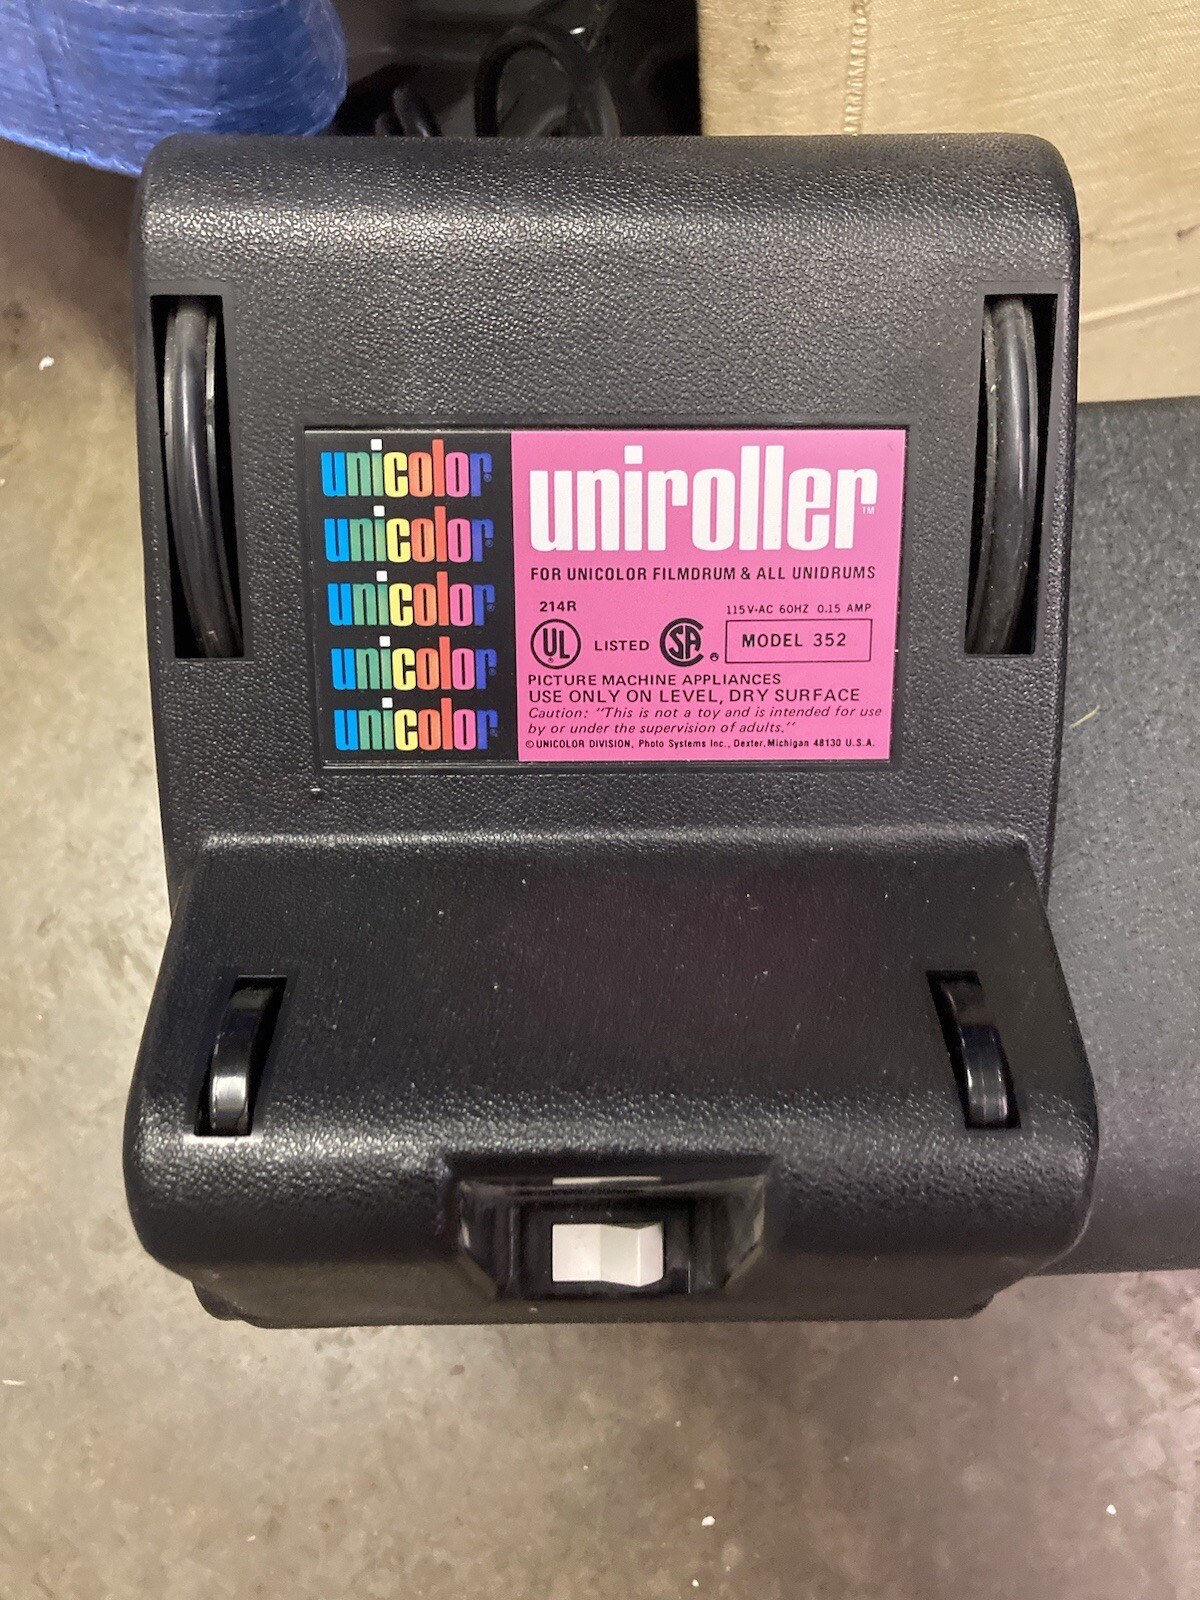 unicolor®
unicolor®
unicolor®
unicolor®
unicolor®
uniroller™
FOR UNICOLOR FILMDRUM & ALL UNIDRUMS
214R
115V•AC 60HZ 0.15 AMP
UL® LISTED SA® MODEL 352
PICTURE MACHINE APPLIANCES
USE ONLY ON LEVEL, DRY SURFACE
Caution: "This is not a toy and is intended for use
by or under the supervision of adults."
© UNICOLOR DIVISION, Photo Systems Inc., Dexter, Michigan 48130 U.S.A.